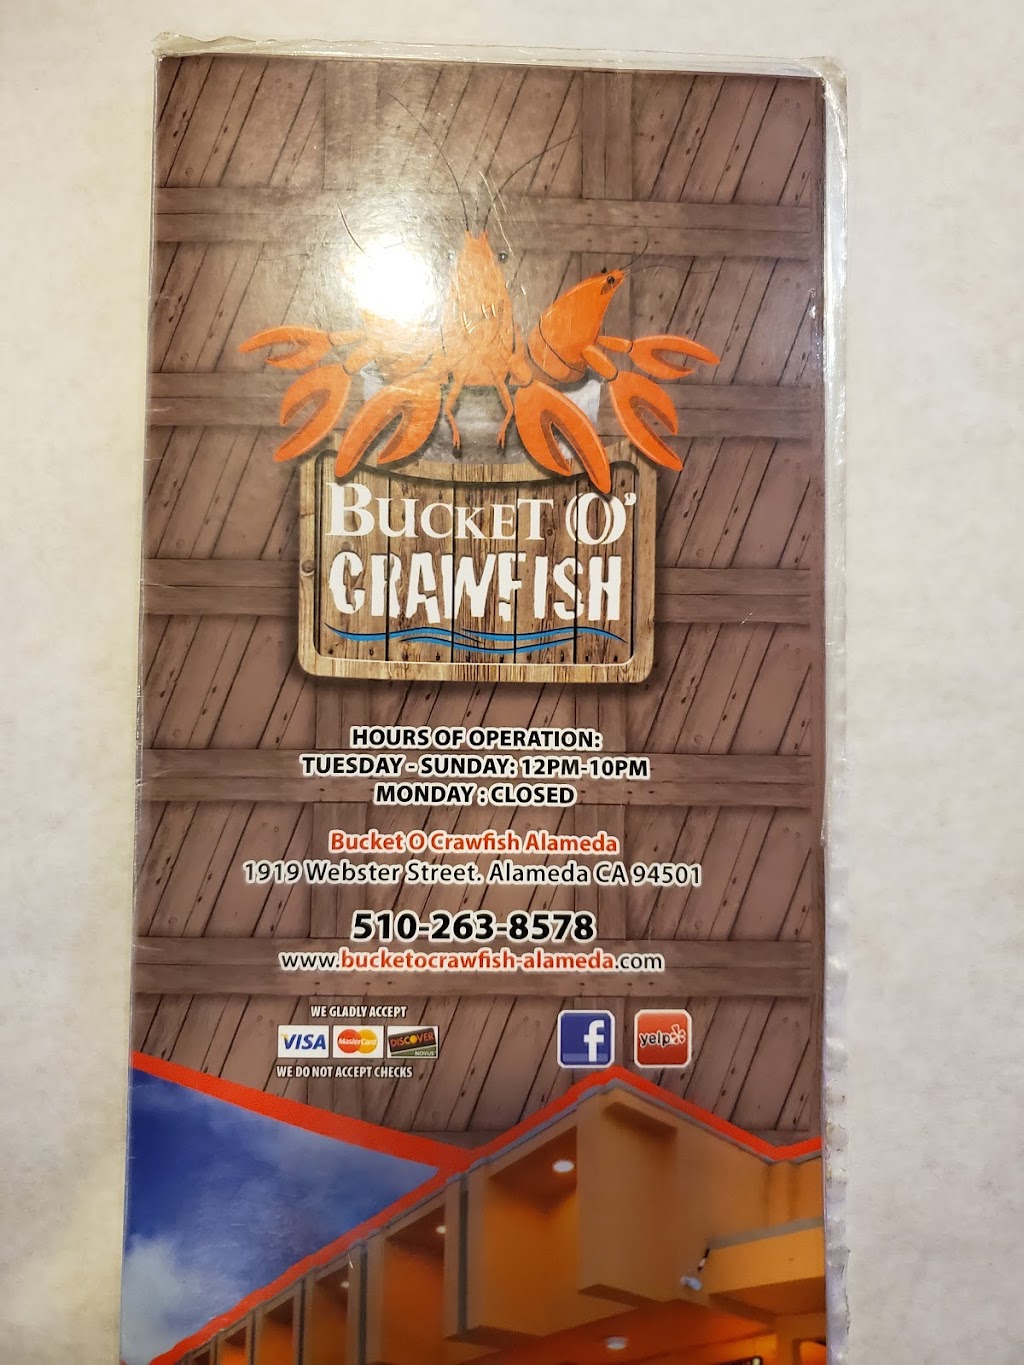 BUCKET O'
CRAWFISH
HOURS OF OPERATION:
TUESDAY - SUNDAY: 12PM-10PM
MONDAY : CLOSED
Bucket O Crawfish Alameda
1919 Webster Street. Alameda CA 94501
510-263-8578
www.bucketocrawfish-alameda.com
WE GLADLY ACCEPT
VISA MasterCard DISCOVER
NOVUS
WE DO NOT ACCEPT CHECKS
f yelp